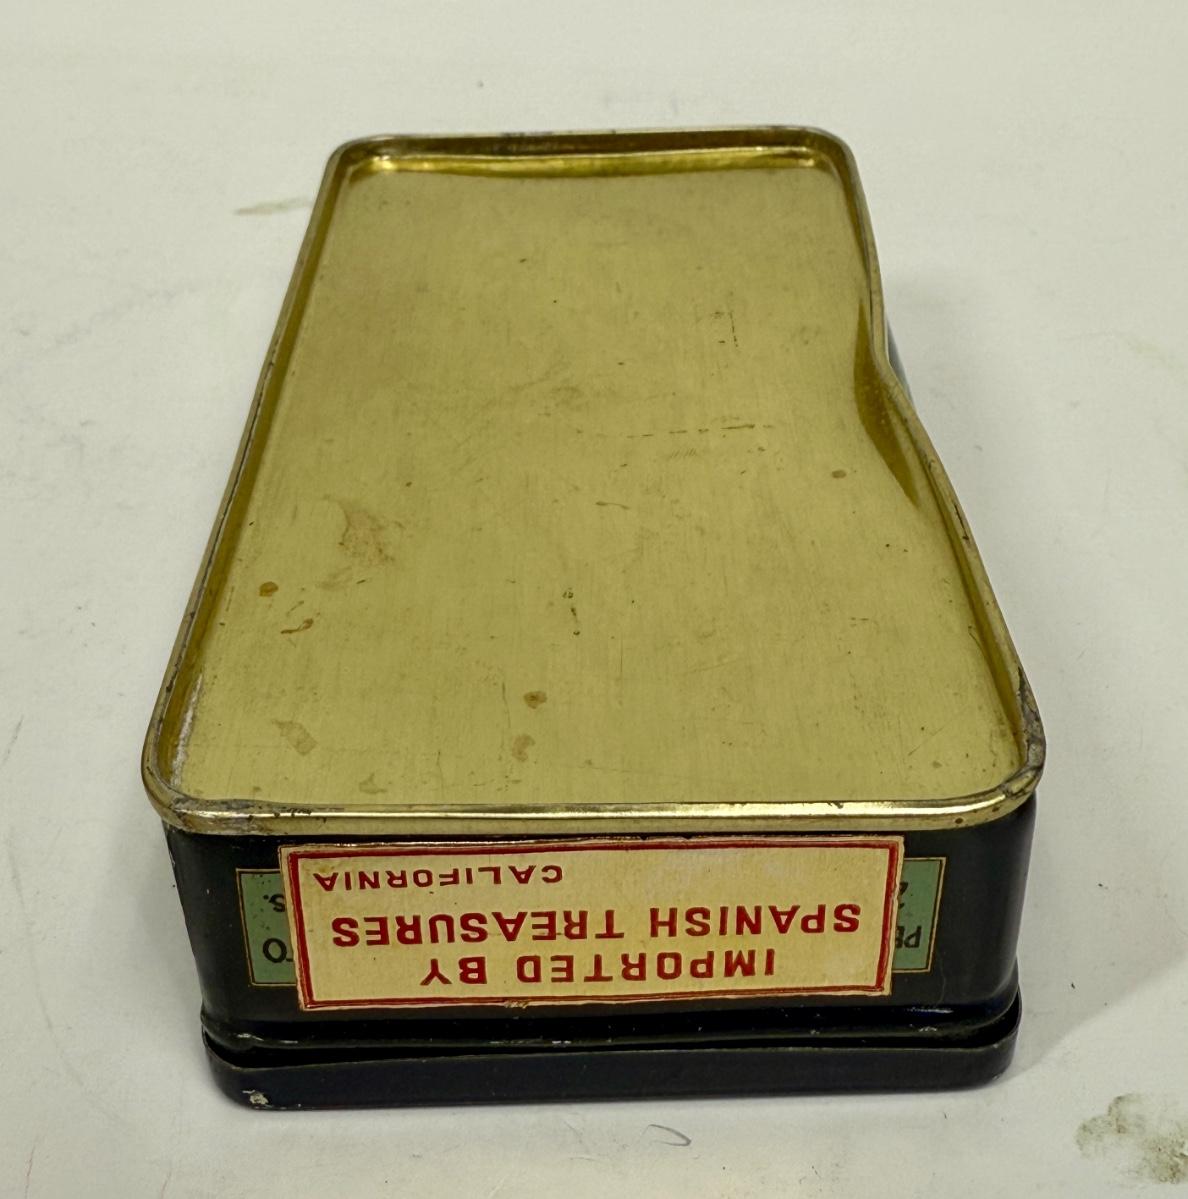 IMPORTED BY
SPANISH TREASURES
CALIFORNIA